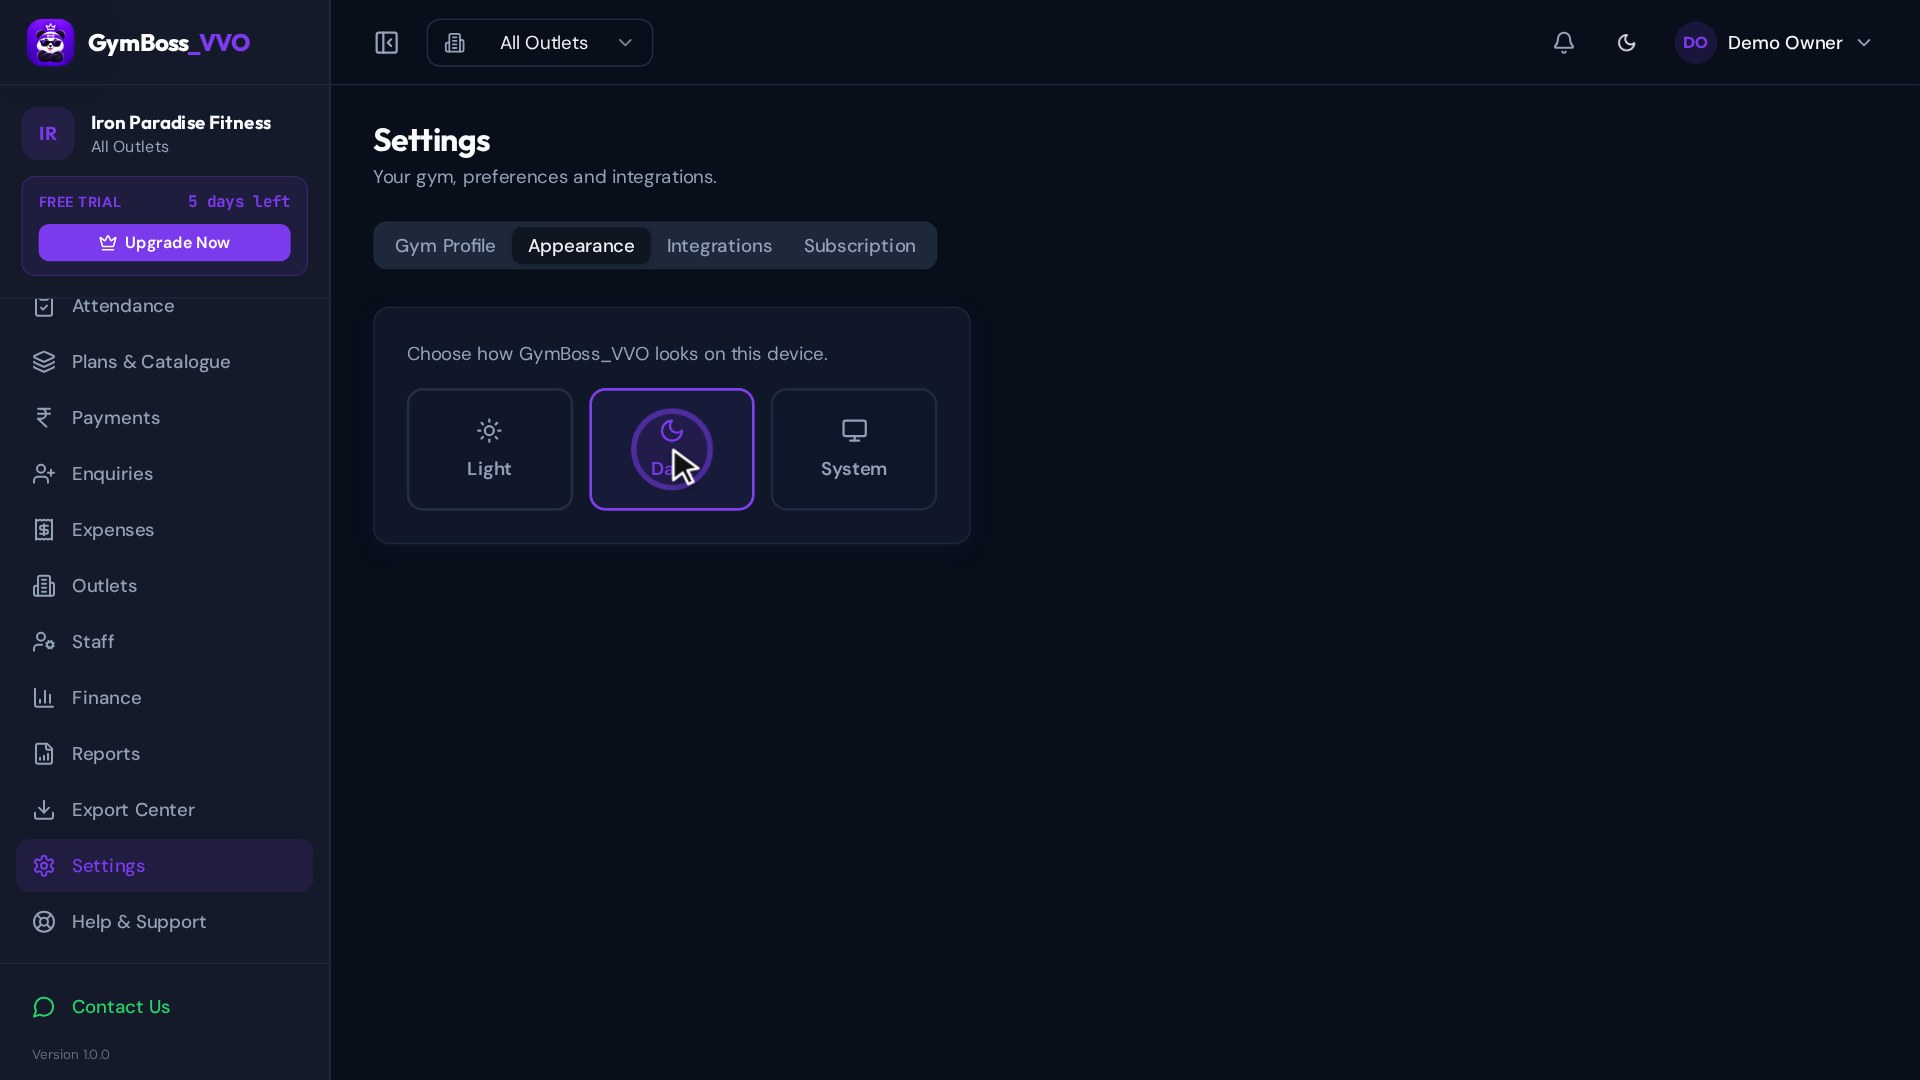 GymBoss_VVO
All Outlets
DO
Demo Owner
IR
Iron Paradise Fitness
All Outlets
FREE TRIAL
5 days left
Upgrade Now
Attendance
Plans & Catalogue
Payments
Enquiries
Expenses
Outlets
Staff
Finance
Reports
Export Center
Settings
Help & Support
Contact Us
Version 1.0.0
Settings
Your gym, preferences and integrations.
Gym Profile
Appearance
Integrations
Subscription
Choose how GymBoss_VVO looks on this device.
Light
System